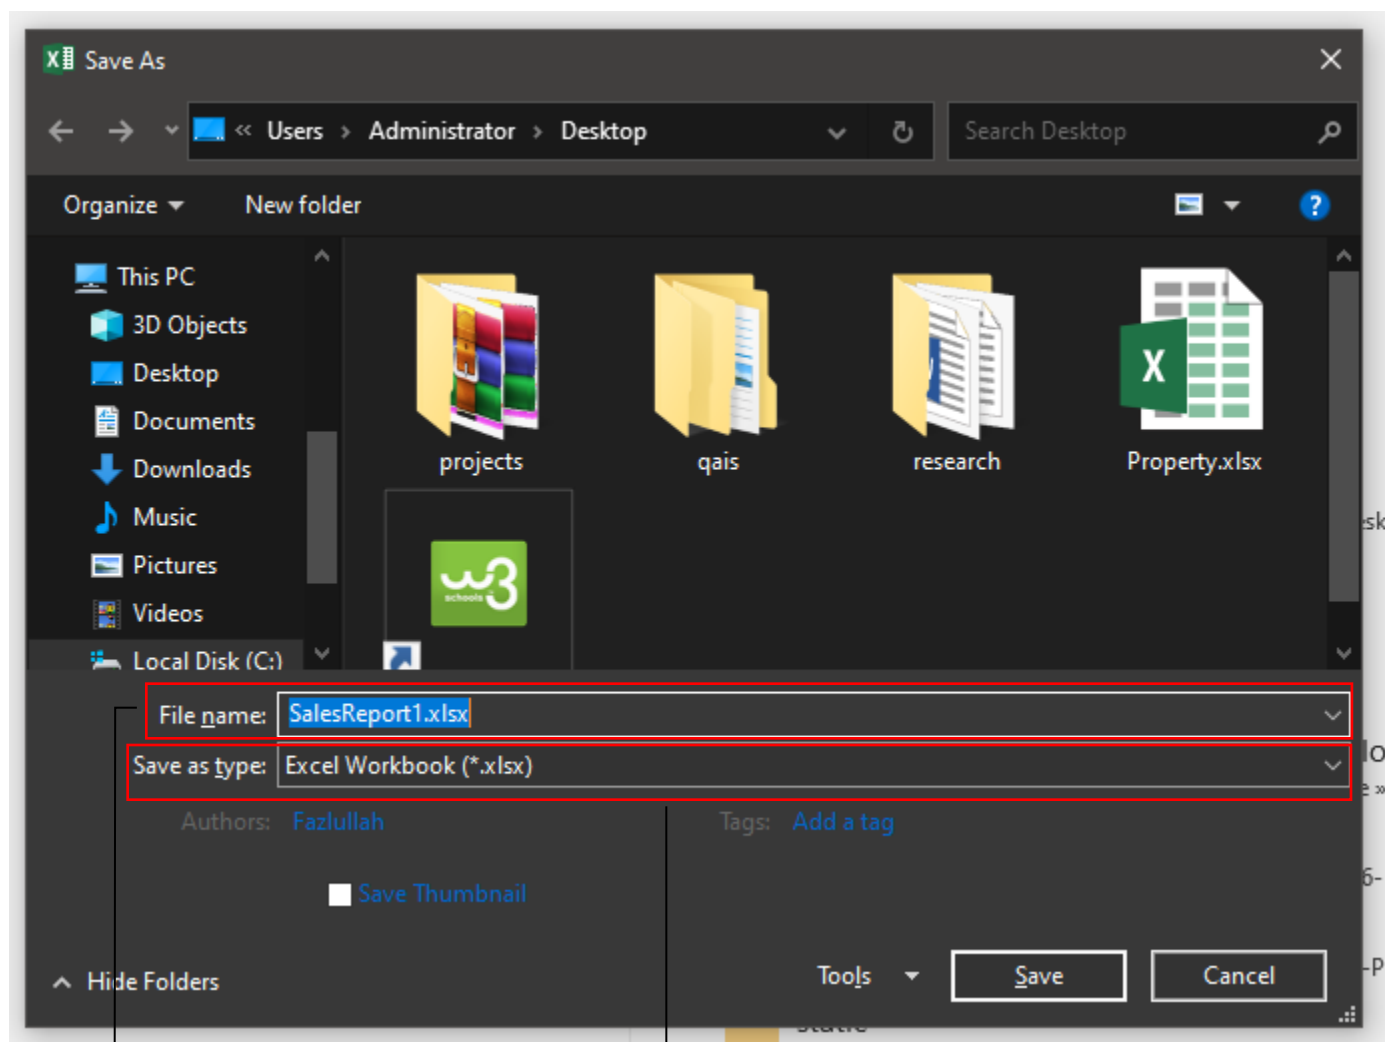 Save As
« Users › Administrator › Desktop
Search Desktop
Organize
New folder
This PC
3D Objects
Desktop
Documents
Downloads
Music
Pictures
Videos
Local Disk (C:)
projects
qais
research
Property.xlsx
w3
schools
File name: SalesReport1.xlsx
Save as type: Excel Workbook (*.xlsx)
Authors: Fazlullah
Tags: Add a tag
Save Thumbnail
Hide Folders
Tools
Save
Cancel